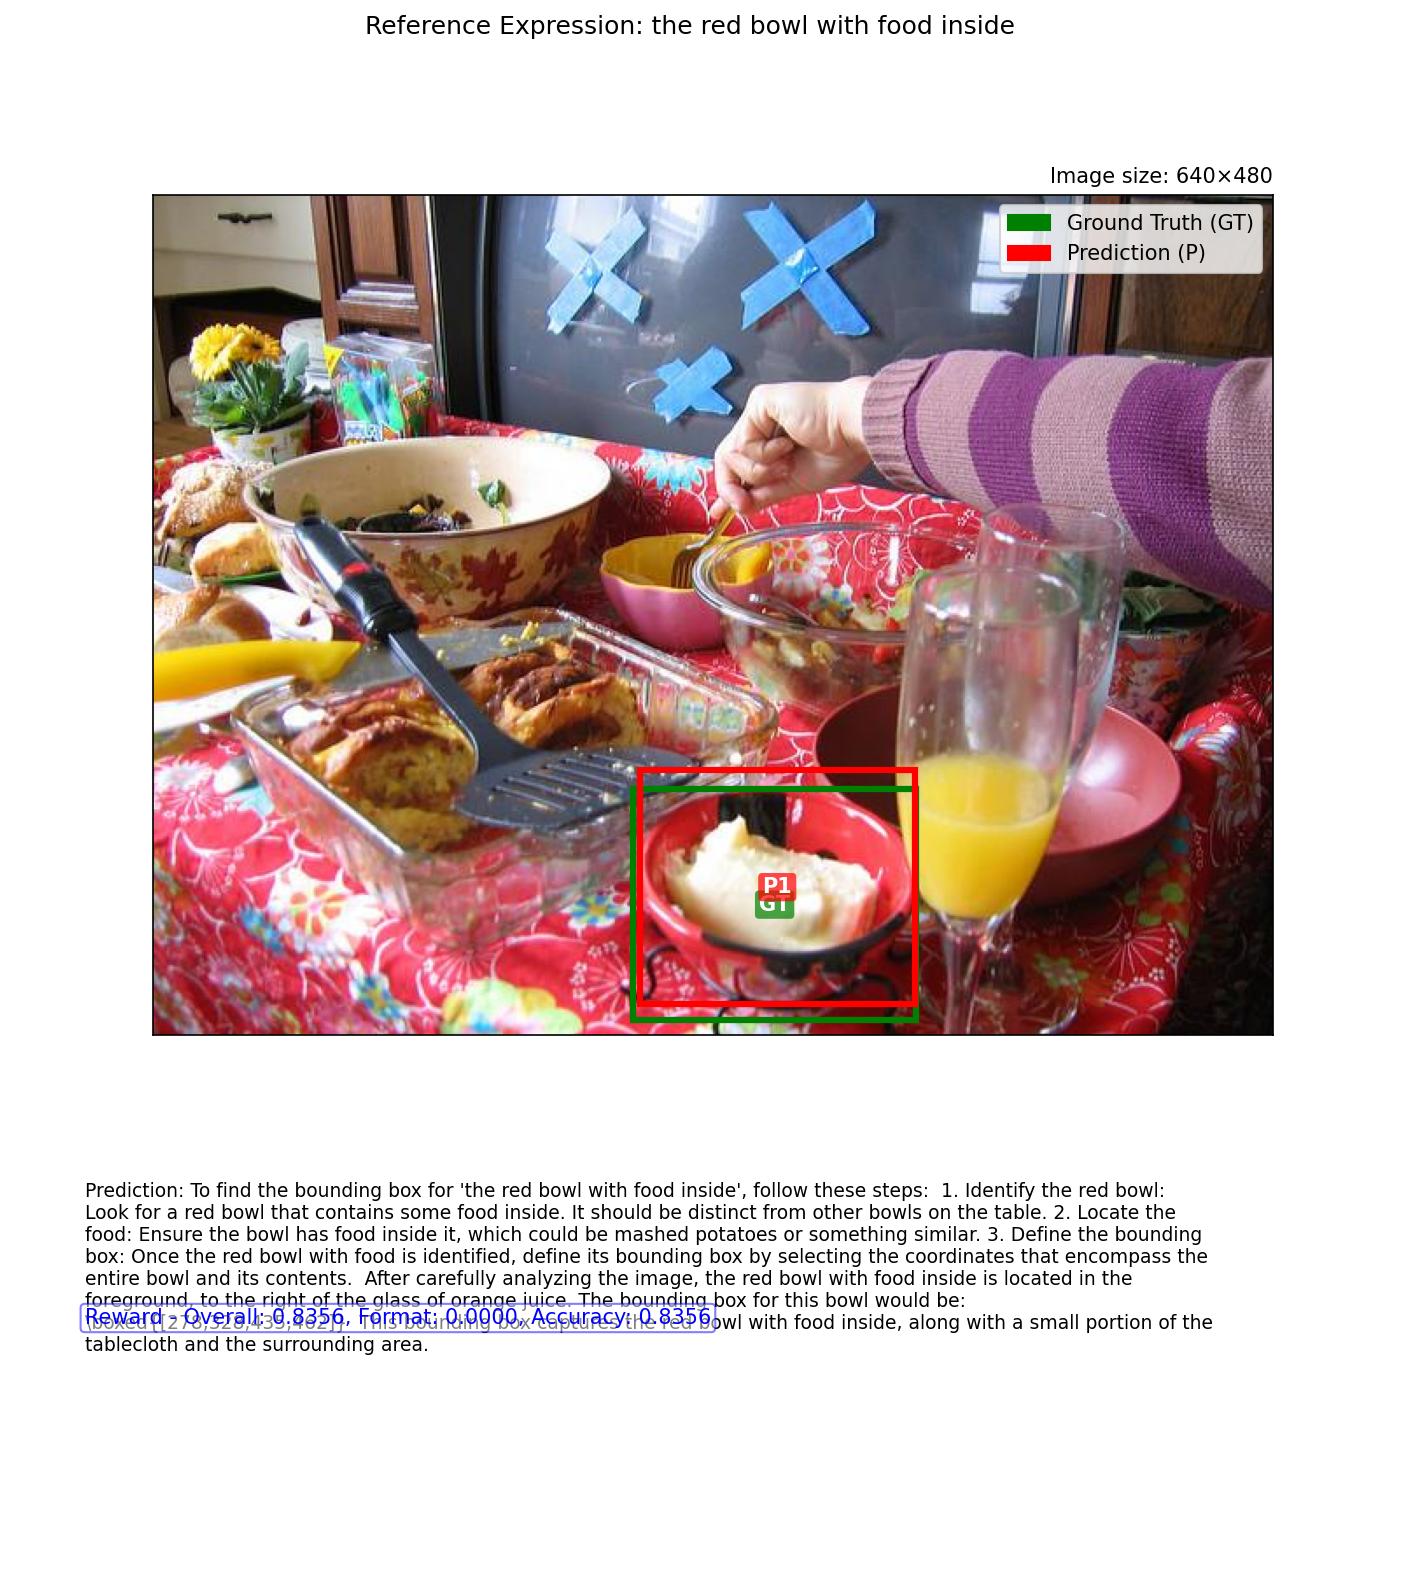 Reference Expression: the red bowl with food inside
Image size: 640×480
Ground Truth (GT)
Prediction (P)
P1
GT
Prediction: To find the bounding box for 'the red bowl with food inside', follow these steps:  1. Identify the red bowl:
Look for a red bowl that contains some food inside. It should be distinct from other bowls on the table. 2. Locate the
food: Ensure the bowl has food inside it, which could be mashed potatoes or something similar. 3. Define the bounding
box: Once the red bowl with food is identified, define its bounding box by selecting the coordinates that encompass the
entire bowl and its contents.  After carefully analyzing the image, the red bowl with food inside is located in the
foreground, to the right of the glass of orange juice. The bounding box for this bowl would be:
Reward - Overall: 0.8356, Format: 0.0000, Accuracy: 0.8356
This bounding box captures the red bowl with food inside, along with a small portion of the
tablecloth and the surrounding area.